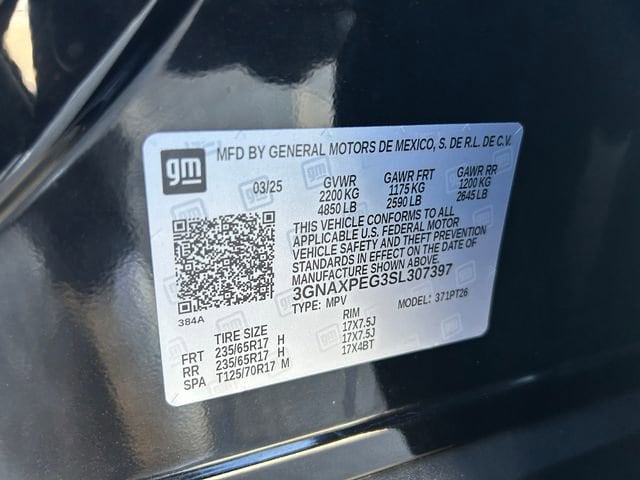 gm
MFD BY GENERAL MOTORS DE MEXICO, S. DE R.L. DE C.V.
03/25 GVWR GAWR FRT GAWR RR
2200 KG 1175 KG 1200 KG
4850 LB 2590 LB 2645 LB
THIS VEHICLE CONFORMS TO ALL
APPLICABLE U.S. FEDERAL MOTOR
VEHICLE SAFETY AND THEFT PREVENTION
STANDARDS IN EFFECT ON THE DATE OF
MANUFACTURE SHOWN ABOVE.
3GNAXPEG3SL307397
TYPE: MPV MODEL: 371PT26
384A
TIRE SIZE RIM
FRT 235/65R17 H 17X7.5J
RR 235/65R17 H 17X7.5J
SPA T125/70R17 M 17X4BT